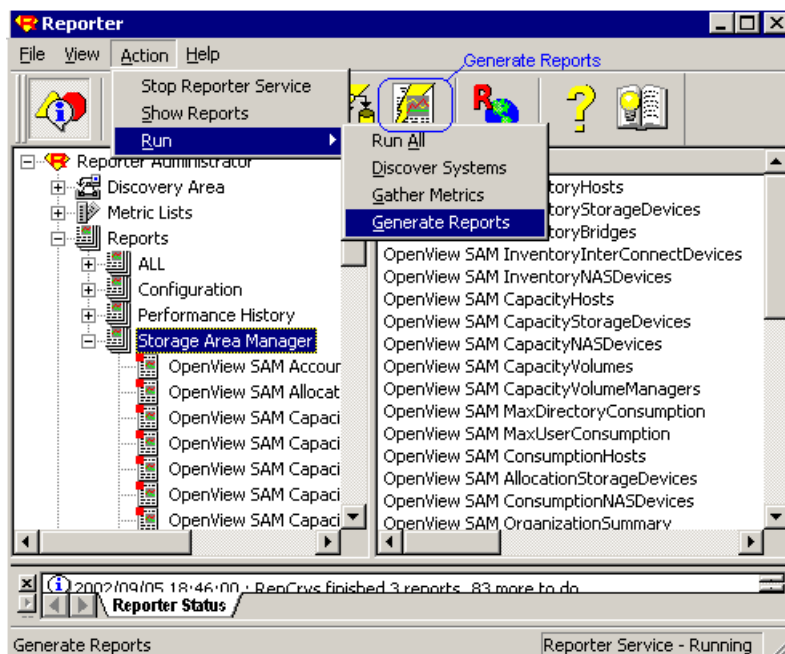 Reporter
File View Action Help
Generate Reports
Stop Reporter Service
Show Reports
Run
Run All
Discover Systems
Gather Metrics
Generate Reports
Reporter Administrator
Discovery Area
Metric Lists
Reports
ALL
Configuration
Performance History
Storage Area Manager
OpenView SAM Accour
OpenView SAM Allocat
OpenView SAM Capaci
OpenView SAM Capaci
OpenView SAM Capaci
OpenView SAM Capaci
OpenView SAM Capaci
toryHosts
toryStorageDevices
toryBridges
OpenView SAM InventoryInterConnectDevices
OpenView SAM InventoryNASDevices
OpenView SAM CapacityHosts
OpenView SAM CapacityStorageDevices
OpenView SAM CapacityNASDevices
OpenView SAM CapacityVolumes
OpenView SAM CapacityVolumeManagers
OpenView SAM MaxDirectoryConsumption
OpenView SAM MaxUserConsumption
OpenView SAM ConsumptionHosts
OpenView SAM AllocationStorageDevices
OpenView SAM ConsumptionNASDevices
OpenView SAM OrganizationSummary
2002/09/05 18:46:00 : RepCrys finished 3 reports, 83 more to do
Reporter Status
Generate Reports
Reporter Service - Running